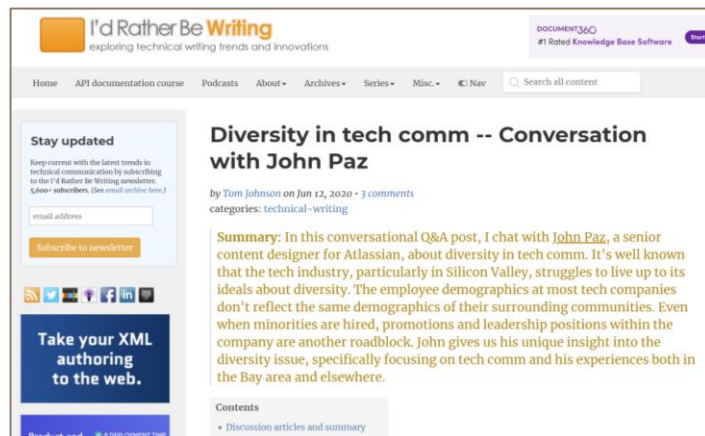 I'd Rather Be Writing
exploring technical writing trends and innovations
DOCUMENT360
#1 Rated Knowledge Base Software
Start
Home API documentation course Podcasts About Archives Series Misc. Nav Search all content
Stay updated
Keep current with the latest trends in
technical communication by subscribing
to the I'd Rather Be Writing newsletter.
5,600+ subscribers. (See email archive here.)
email address
Subscribe to newsletter
Take your XML
authoring
to the web.
Product and
A DEPLOYMENT TIME
Diversity in tech comm -- Conversation
with John Paz
by Tom Johnson on Jun 12, 2020 • 3 comments
categories: technical-writing
Summary: In this conversational Q&A post, I chat with John Paz, a senior
content designer for Atlassian, about diversity in tech comm. It's well known
that the tech industry, particularly in Silicon Valley, struggles to live up to its
ideals about diversity. The employee demographics at most tech companies
don't reflect the same demographics of their surrounding communities. Even
when minorities are hired, promotions and leadership positions within the
company are another roadblock. John gives us his unique insight into the
diversity issue, specifically focusing on tech comm and his experiences both in
the Bay area and elsewhere.
Contents
• Discussion articles and summary